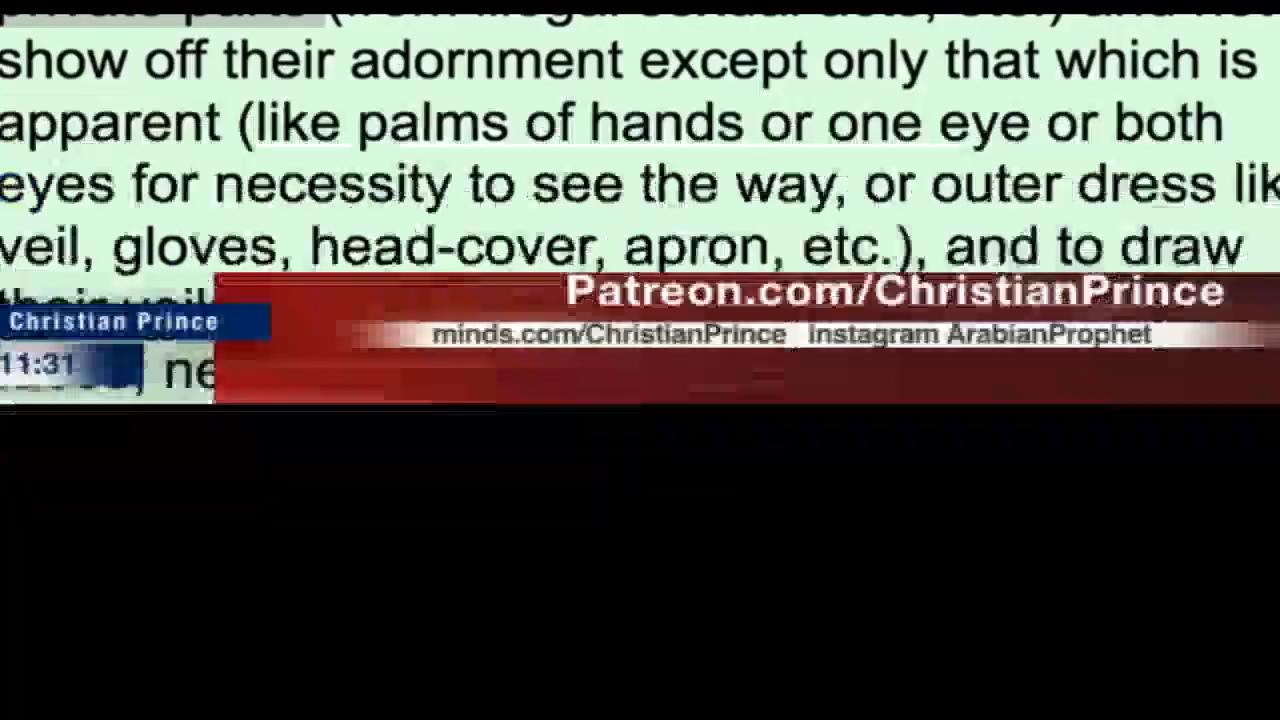 show off their adornment except only that which is
apparent (like palms of hands or one eye or both
eyes for necessity to see the way, or outer dress lik
veil, gloves, head-cover, apron, etc.), and to draw
Patreon.com/ChristianPrince
Christian Prince
minds.com/ChristianPrince Instagram ArabianProphet
11:31
ne